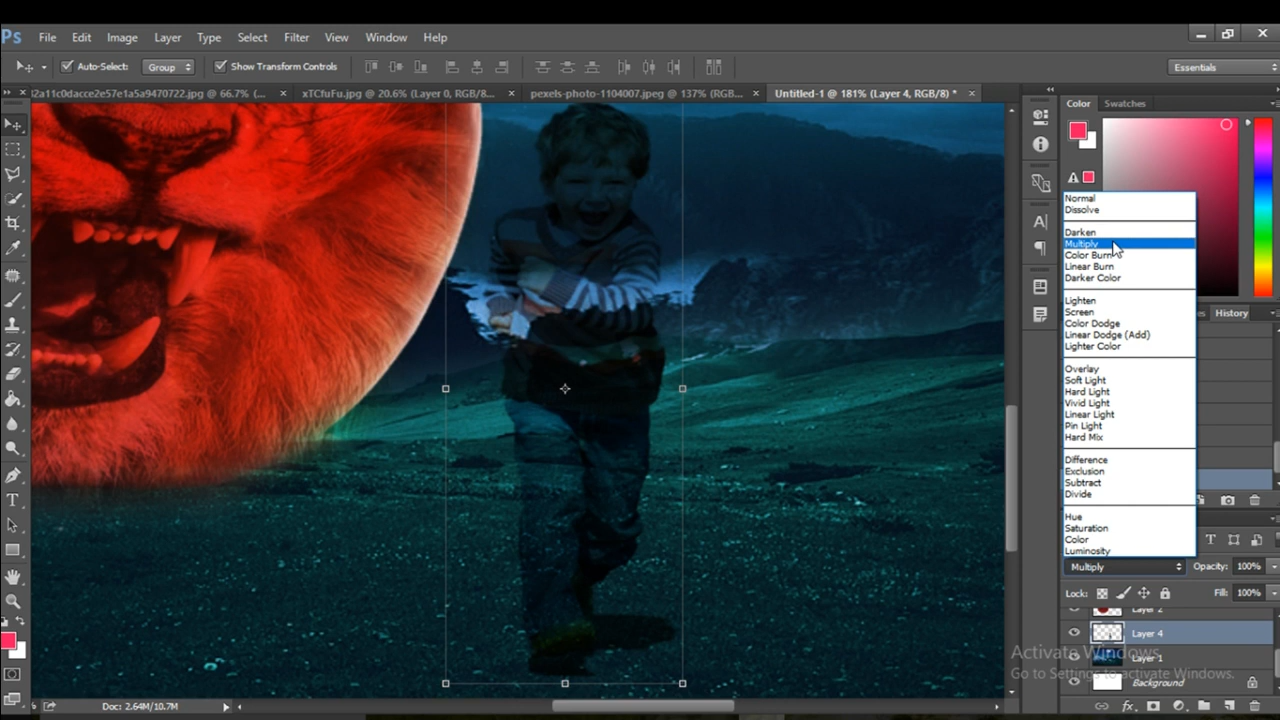 Ps File Edit Image Layer Type Select Filter View Window Help
Auto-Select: Group Show Transform Controls Essentials
2a11c0dacce2e57e1a5a9470722.jpg @ 66.7% (... × xTCfuFu.jpg @ 20.6% (Layer 0, RGB/8... × pexels-photo-1104007.jpeg @ 137% (RGB... × Untitled-1 @ 181% (Layer 4, RGB/8) * ×
Color Swatches
Normal
Dissolve
Darken
Multiply
Color Burn
Linear Burn
Darker Color
Lighten
Screen
Color Dodge
Linear Dodge (Add)
Lighter Color
History
Overlay
Soft Light
Hard Light
Vivid Light
Linear Light
Pin Light
Hard Mix
Difference
Exclusion
Subtract
Divide
Hue
Saturation
Color
Luminosity
Multiply Opacity: 100%
Lock: Fill: 100%
Layer 2
Layer 4
Layer 1
Background
Activate Windows
Go to Settings to activate Windows.
% Doc: 2.64M/10.7M